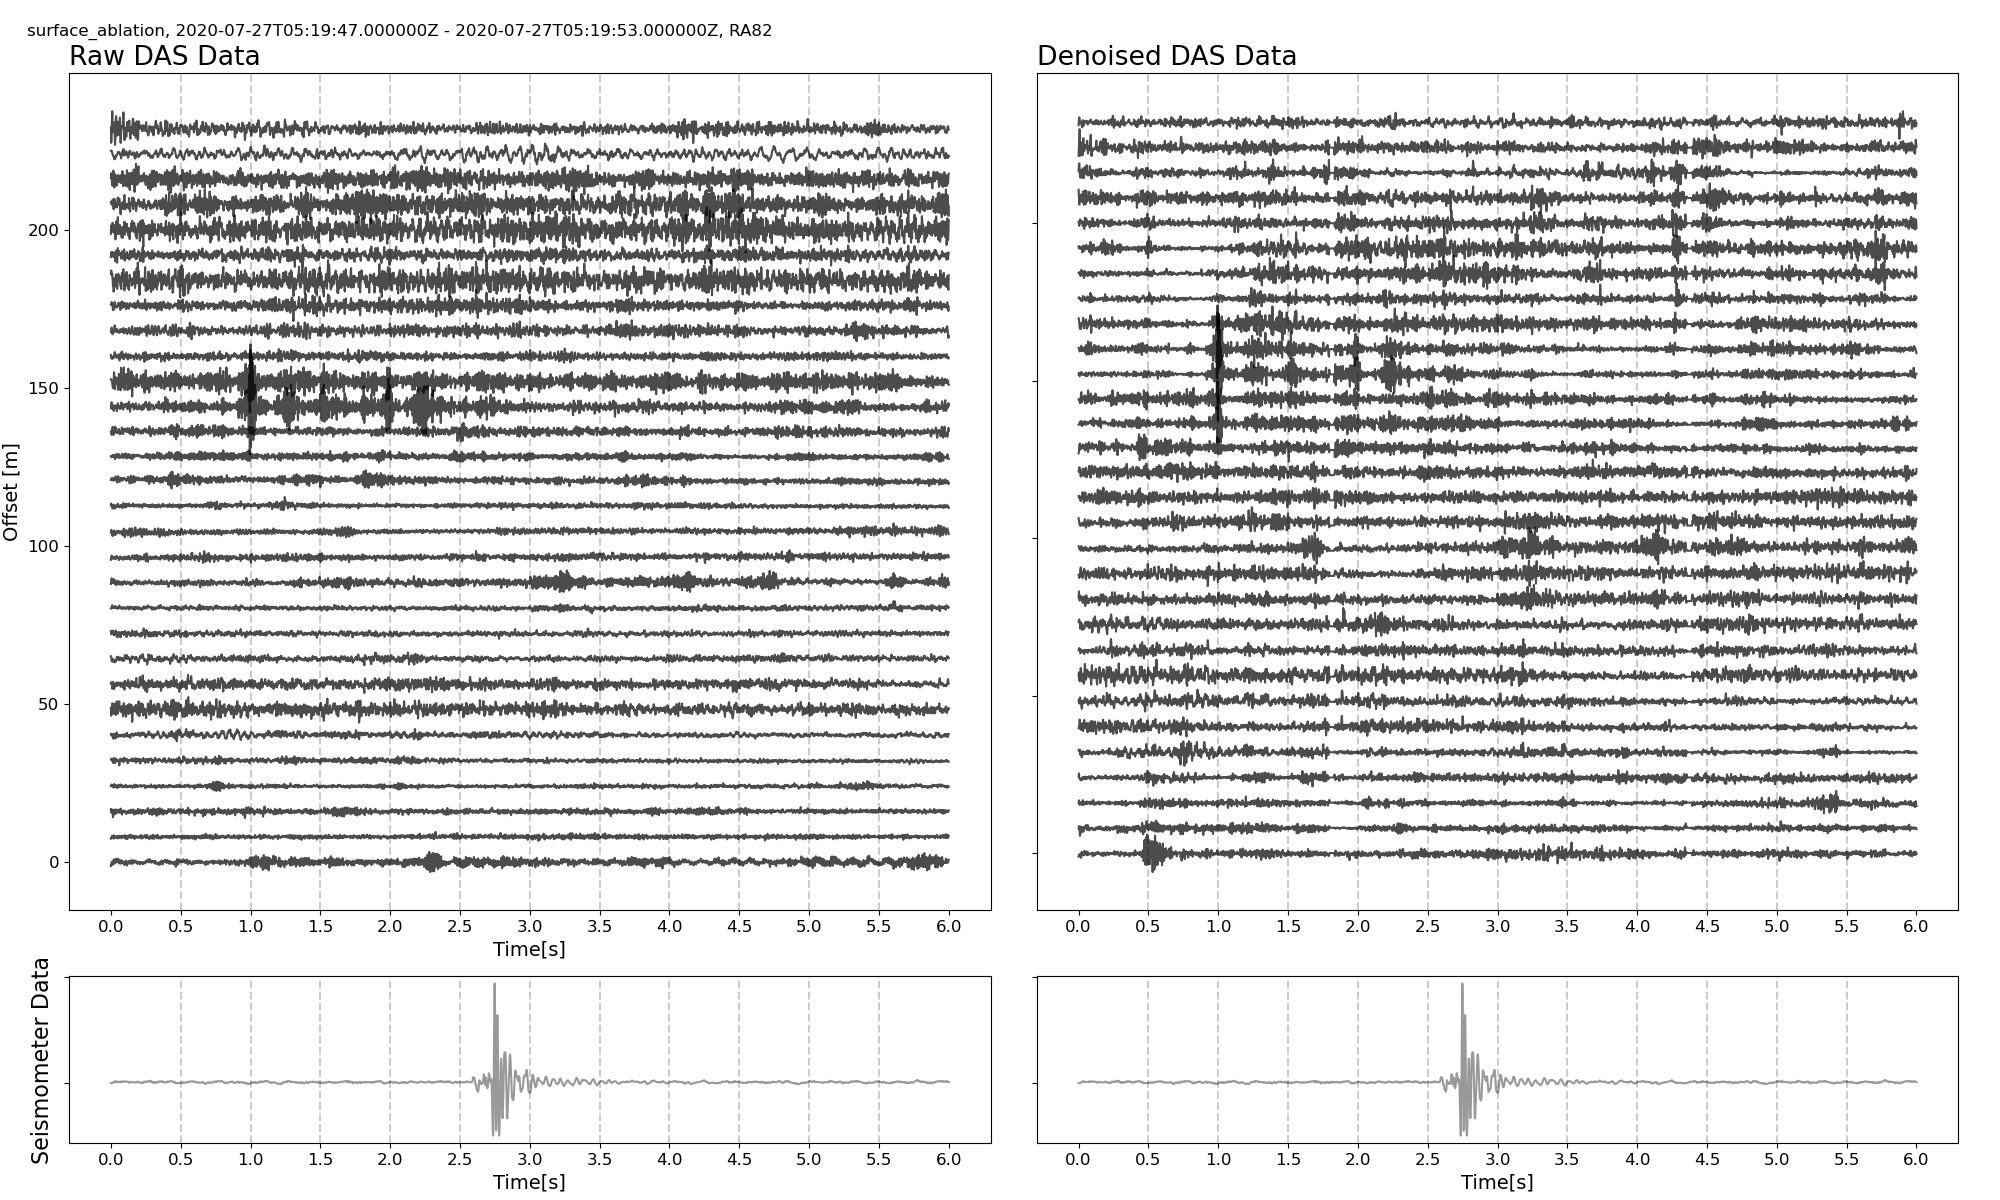 surface_ablation, 2020-07-27T05:19:47.000000Z - 2020-07-27T05:19:53.000000Z, RA82
Raw DAS Data
Denoised DAS Data
Offset [m]
200
150
100
50
0
0.0 0.5 1.0 1.5 2.0 2.5 3.0 3.5 4.0 4.5 5.0 5.5 6.0
Time[s]
0.0 0.5 1.0 1.5 2.0 2.5 3.0 3.5 4.0 4.5 5.0 5.5 6.0
Seismometer Data
0.0 0.5 1.0 1.5 2.0 2.5 3.0 3.5 4.0 4.5 5.0 5.5 6.0
Time[s]
0.0 0.5 1.0 1.5 2.0 2.5 3.0 3.5 4.0 4.5 5.0 5.5 6.0
Time[s]